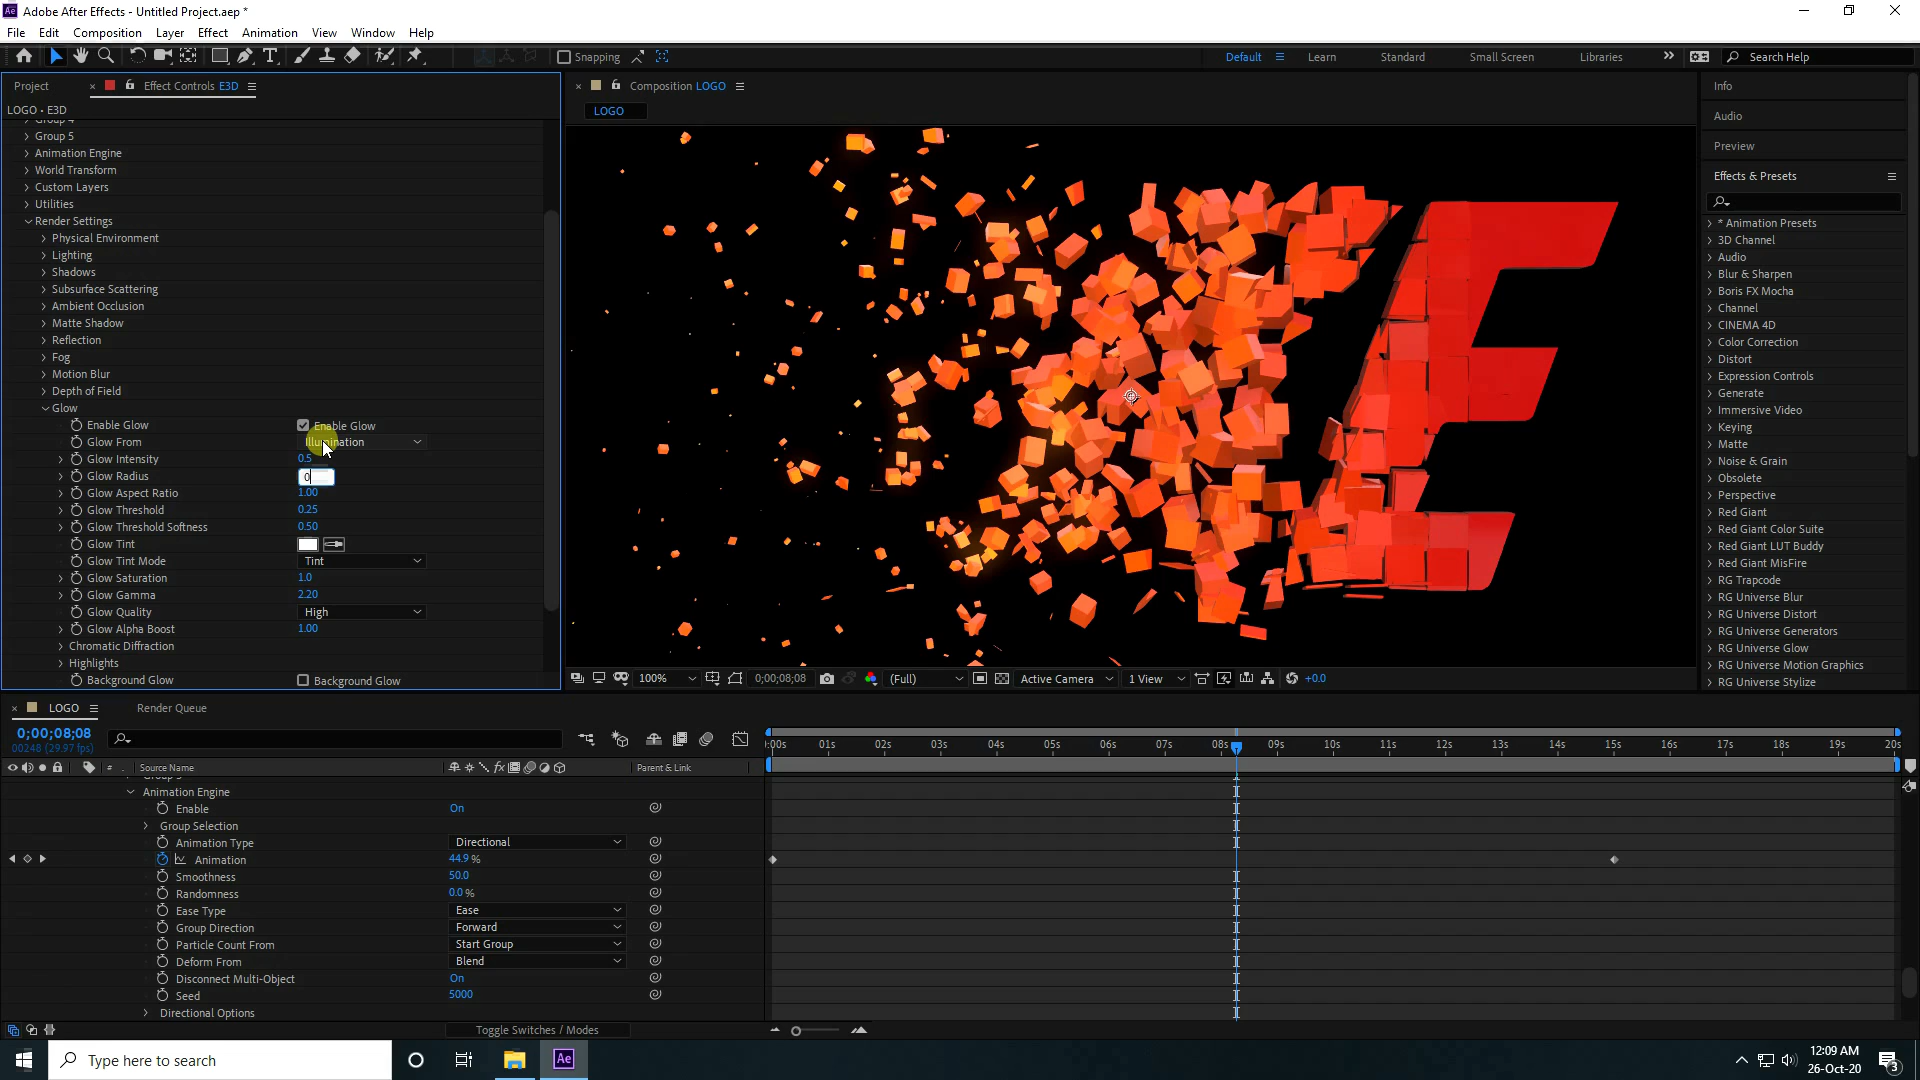 Adobe After Effects - Untitled Project.aep *
File Edit Composition Layer Effect Animation View Window Help
Snapping Default Learn Standard Small Screen Libraries Search Help
Project Effect Controls E3D
LOGO • E3D
Group 4
Group 5
Animation Engine
World Transform
Custom Layers
Utilities
Render Settings
Physical Environment
Lighting
Shadows
Subsurface Scattering
Ambient Occlusion
Matte Shadow
Reflection
Fog
Motion Blur
Depth of Field
Glow
Enable Glow Enable Glow
Glow From Illumination
Glow Intensity 0.5
Glow Radius 0
Glow Aspect Ratio 1.00
Glow Threshold 0.25
Glow Threshold Softness 0.50
Glow Tint
Glow Tint Mode Tint
Glow Saturation 1.0
Glow Gamma 2.20
Glow Quality High
Glow Alpha Boost 1.00
Chromatic Diffraction
Highlights
Background Glow Background Glow
Composition LOGO
LOGO
100% 0;00;08;08 (Full) Active Camera 1 View +0.0
Info
Audio
Preview
Effects & Presets
* Animation Presets
3D Channel
Audio
Blur & Sharpen
Boris FX Mocha
Channel
CINEMA 4D
Color Correction
Distort
Expression Controls
Generate
Immersive Video
Keying
Matte
Noise & Grain
Obsolete
Perspective
Red Giant
Red Giant Color Suite
Red Giant LUT Buddy
Red Giant MisFire
RG Trapcode
RG Universe Blur
RG Universe Distort
RG Universe Generators
RG Universe Glow
RG Universe Motion Graphics
RG Universe Stylize
LOGO Render Queue
0;00;08;08
00248 (29.97 fps)
:00s 01s 02s 03s 04s 05s 06s 07s 08s 09s 10s 11s 12s 13s 14s 15s 16s 17s 18s 19s 20s
# Source Name fx Parent & Link
Animation Engine
Enable On
Group Selection
Animation Type Directional
Animation 44.9 %
Smoothness 50.0
Randomness 0.0 %
Ease Type Ease
Group Direction Forward
Particle Count From Start Group
Deform From Blend
Disconnect Multi-Object On
Seed 5000
Directional Options
Toggle Switches / Modes
Type here to search
Ae
12:09 AM
26-Oct-20
3